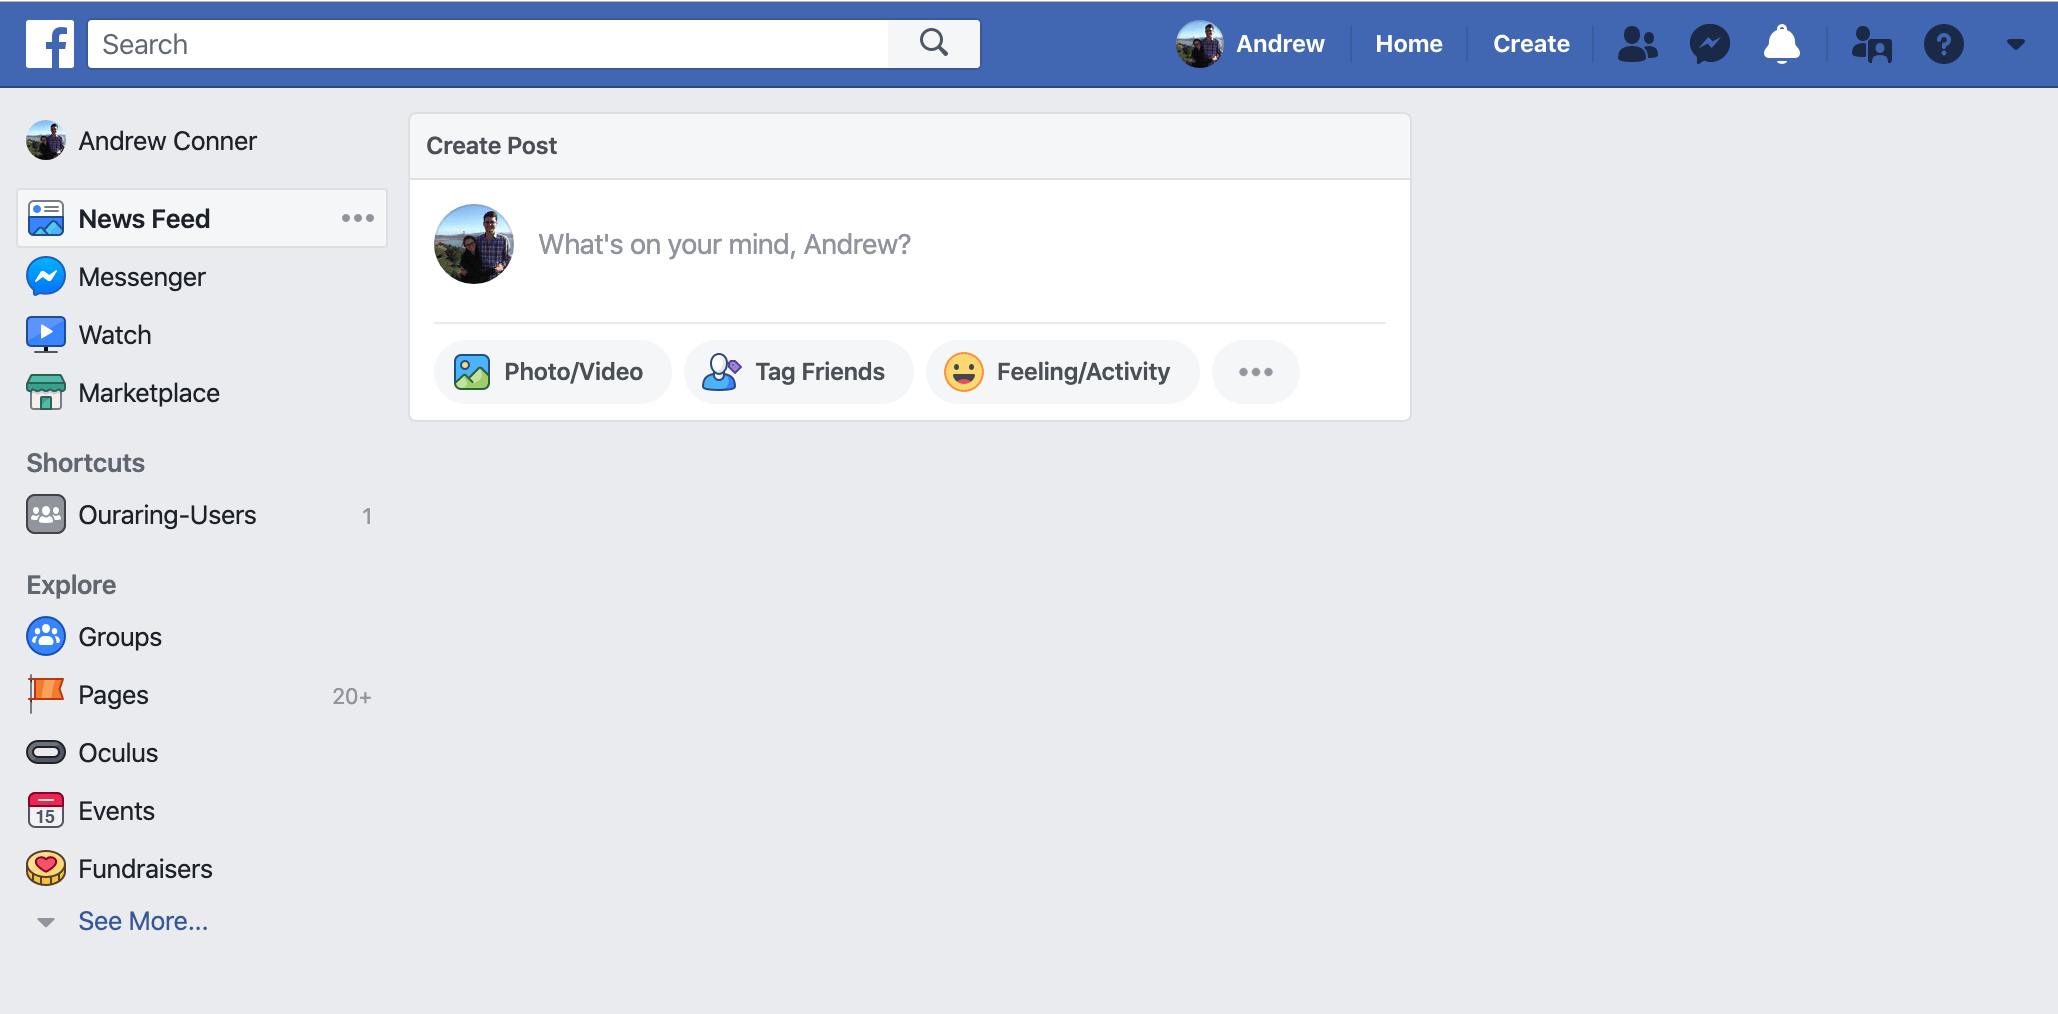 Search
Andrew
Home
Create
Andrew Conner
News Feed
Messenger
Watch
Marketplace
Shortcuts
Ouraring-Users 1
Explore
Groups
Pages 20+
Oculus
15
Events
Fundraisers
See More...
Create Post
What's on your mind, Andrew?
Photo/Video
Tag Friends
Feeling/Activity